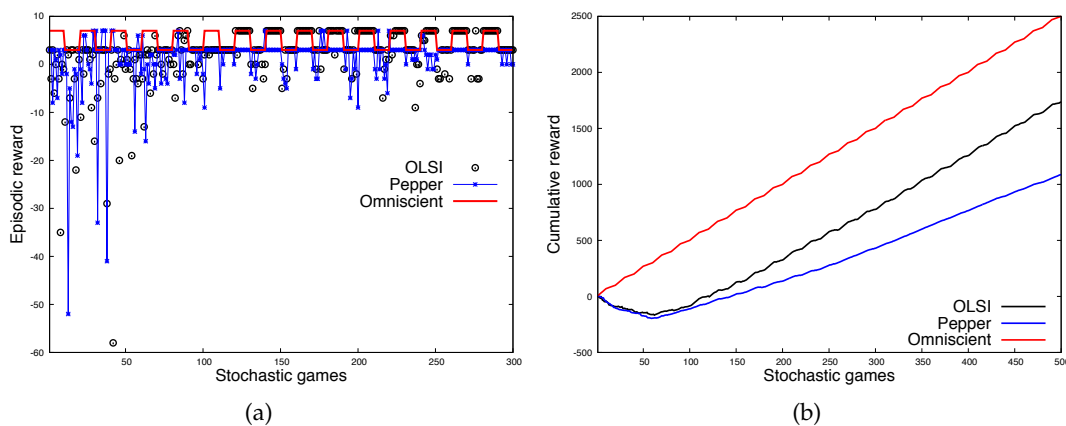 10
0
-10
-20
-30
-40
-50
-60
50
100
150
200
250
300
Episodic reward
Stochastic games
OLSI
Pepper
Omniscient
(a)
2500
2000
1500
1000
500
0
-500
50
100
150
200
250
300
350
400
450
500
Cumulative reward
Stochastic games
OLSI
Pepper
Omniscient
(b)